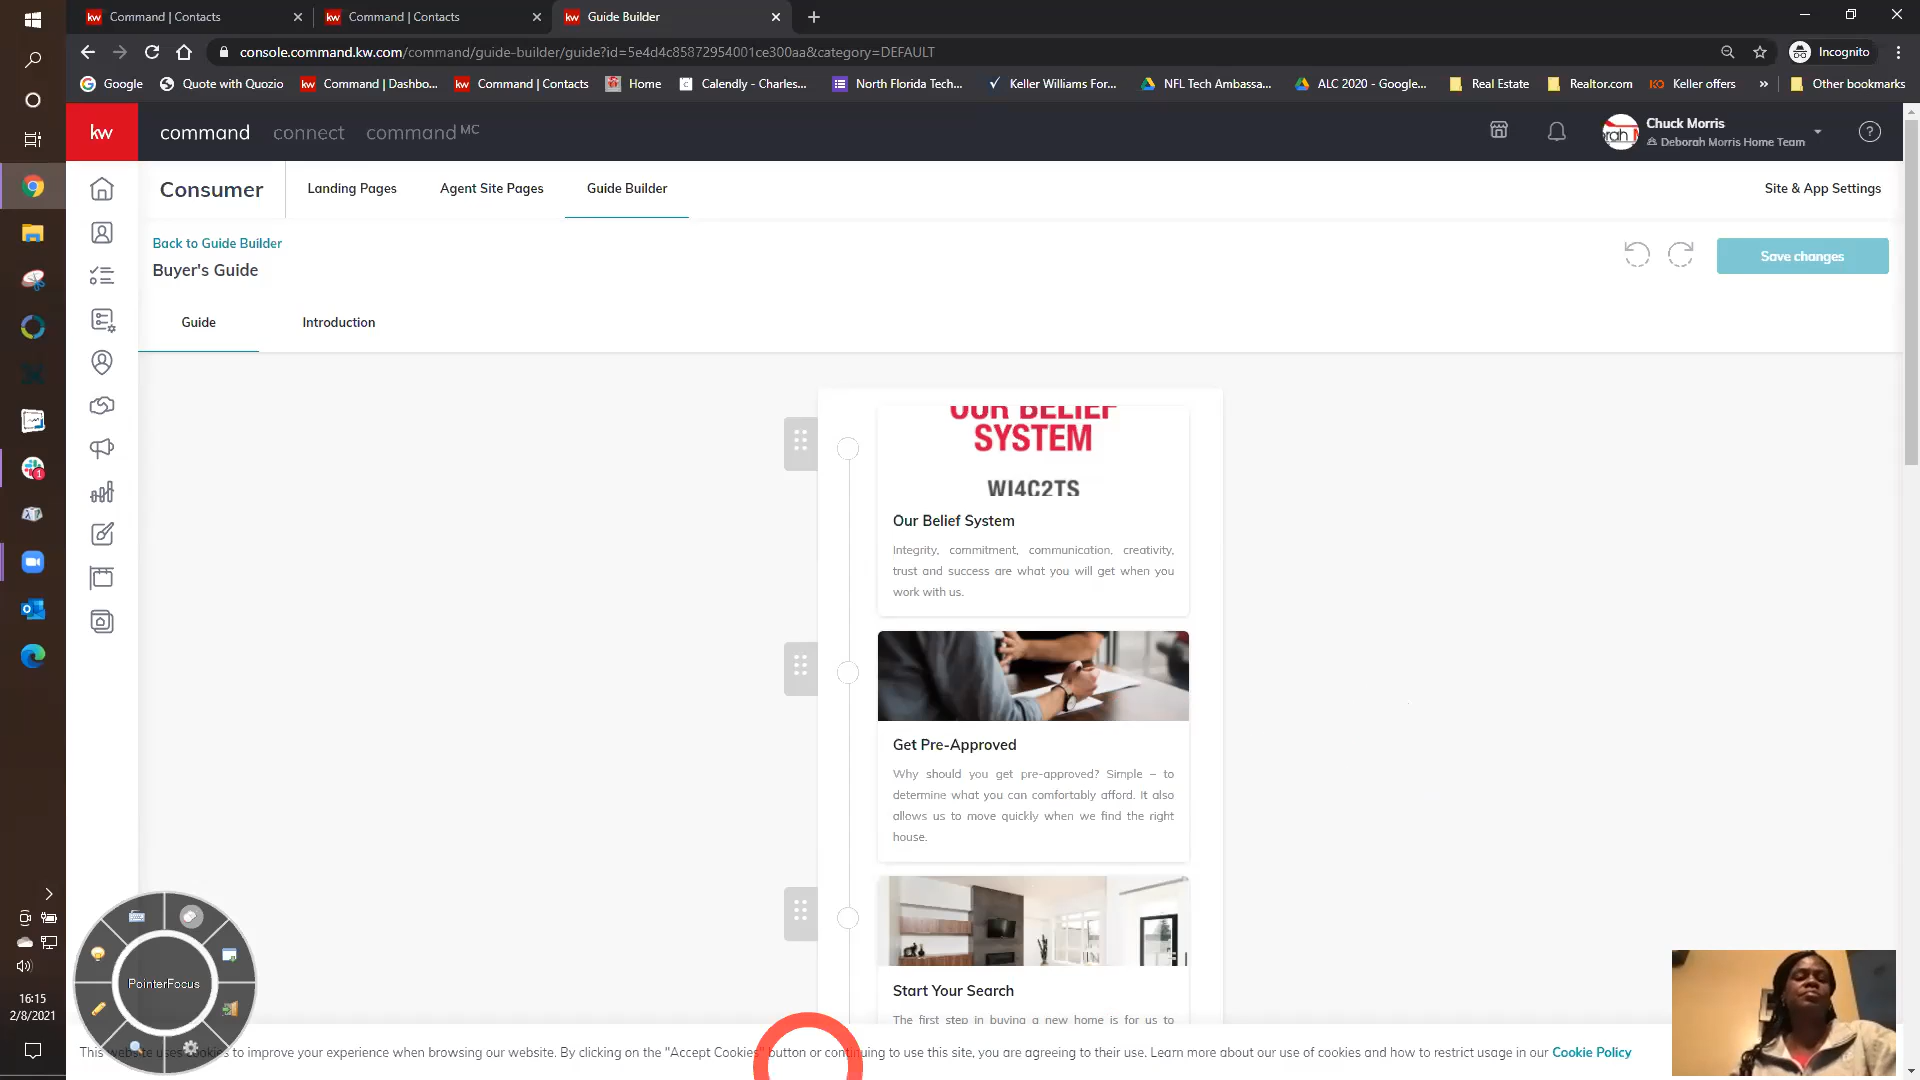 Command | Contacts
Command | Contacts
Guide Builder
console.command.kw.com/command/guide-builder/guide?id=5e4d4c85872954001ce300aa&category=DEFAULT
Incognito
Google
Quote with Quozio
Command | Dashbo...
Command | Contacts
Home
Calendly - Charles...
North Florida Tech...
Keller Williams For...
NFL Tech Ambassa...
ALC 2020 - Google...
Real Estate
Realtor.com
Keller offers
»
Other bookmarks
kw
command
connect
command MC
Chuck Morris
Deborah Morris Home Team
Consumer
Landing Pages
Agent Site Pages
Guide Builder
Site & App Settings
Back to Guide Builder
Buyer's Guide
Save changes
Guide
Introduction
OUR BELIEF
SYSTEM
WI4C2TS
Our Belief System
Integrity, commitment, communication, creativity,
trust and success are what you will get when you
work with us.
Get Pre-Approved
Why should you get pre-approved? Simple – to
determine what you can comfortably afford. It also
allows us to move quickly when we find the right
house.
Start Your Search
The first step in buying a new home is for us to
PointerFocus
16:15
2/8/2021
This website uses cookies to improve your experience when browsing our website. By clicking on the "Accept Cookies" button or continuing to use this site, you are agreeing to their use. Learn more about our use of cookies and how to restrict usage in our Cookie Policy